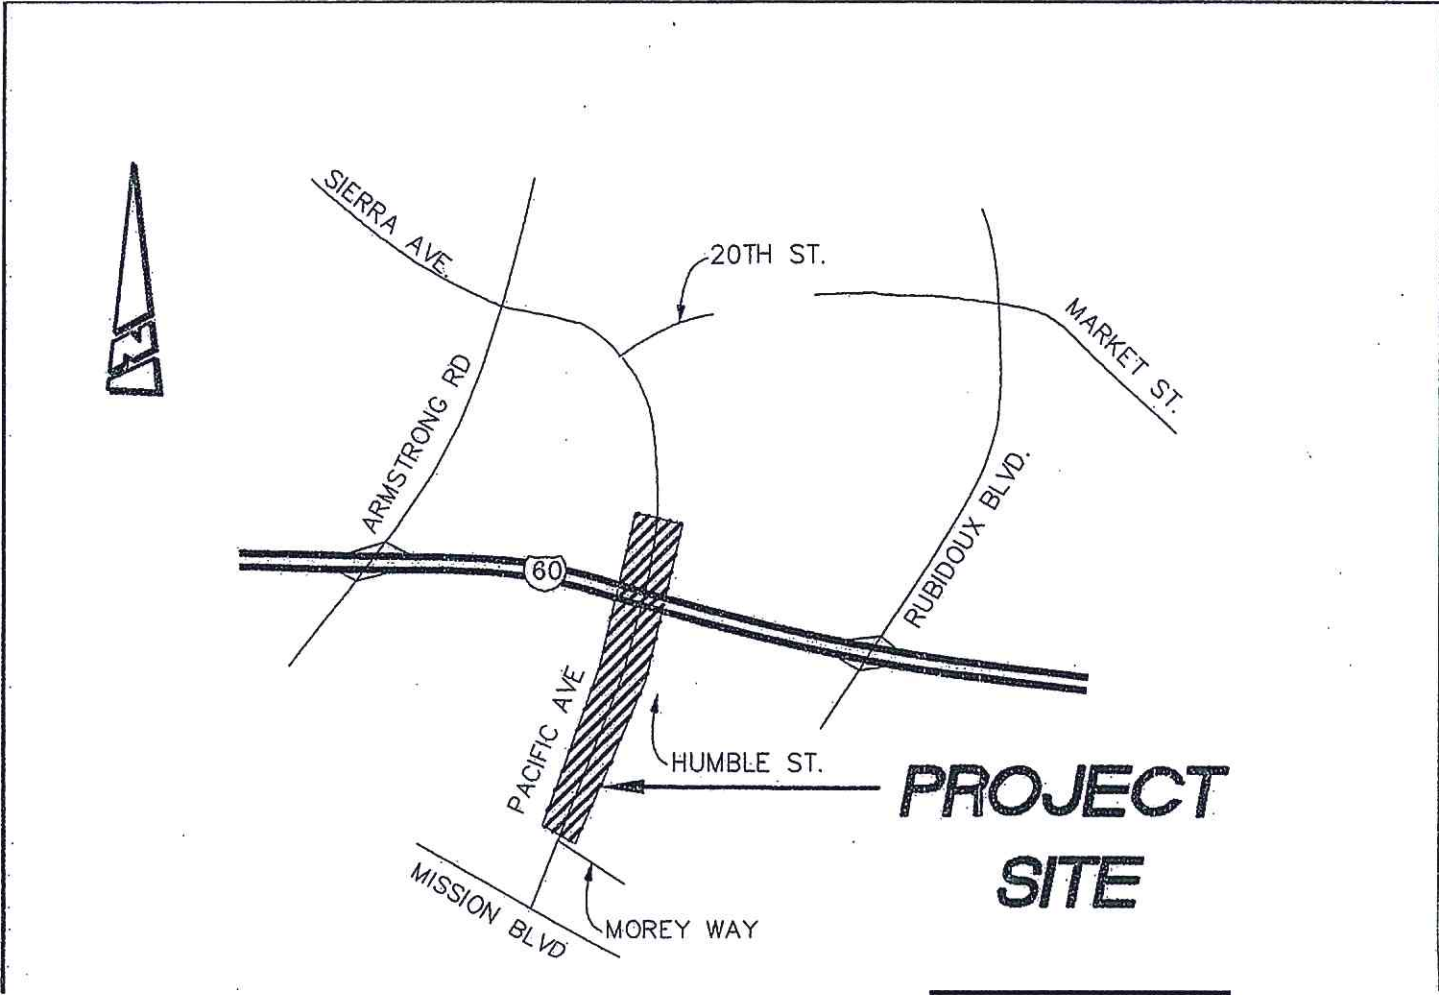 SIERRA AVE.
20TH ST.
MARKET ST.
ARMSTRONG RD
RUBIDOUX BLVD.
60
PACIFIC AVE
HUMBLE ST.
PROJECT
SITE
MISSION BLVD
MOREY WAY
N